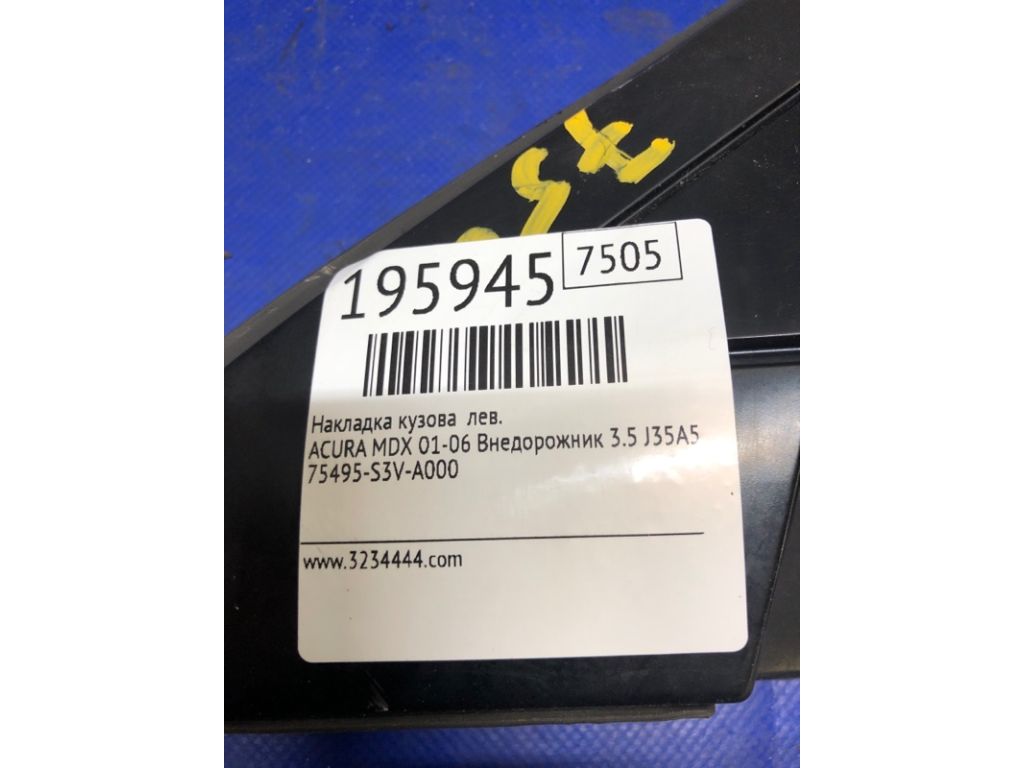 195945
7505
Накладка кузова лев.
ACURA MDX 01-06 Внедорожник 3.5 J35A5
75495-S3V-A000
www.3234444.com